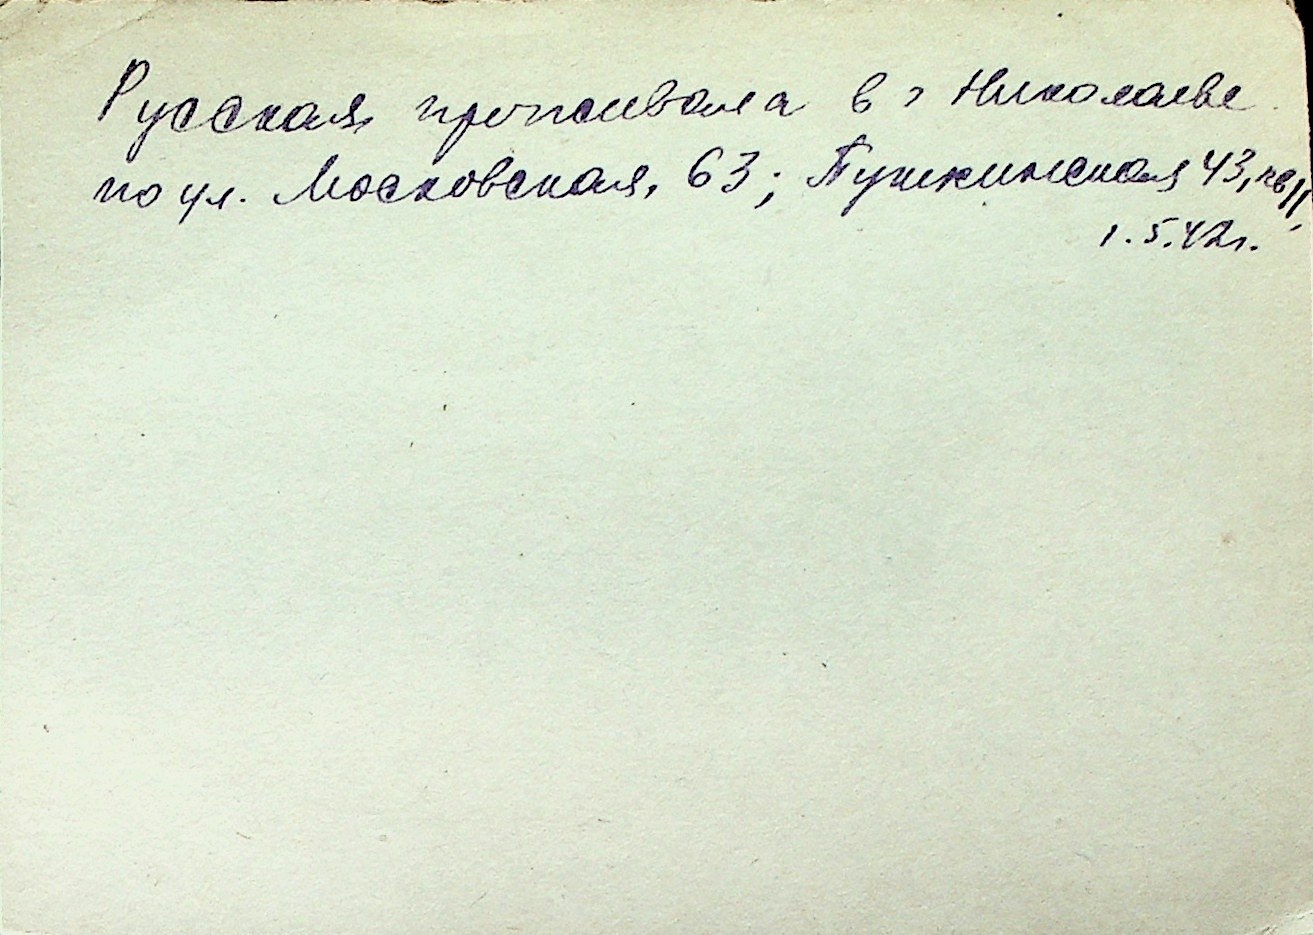 Русская, проживала в г Николаеве.
по ул. Московская, 63; Пушкинская 43, кв 11,
1.5.42г.